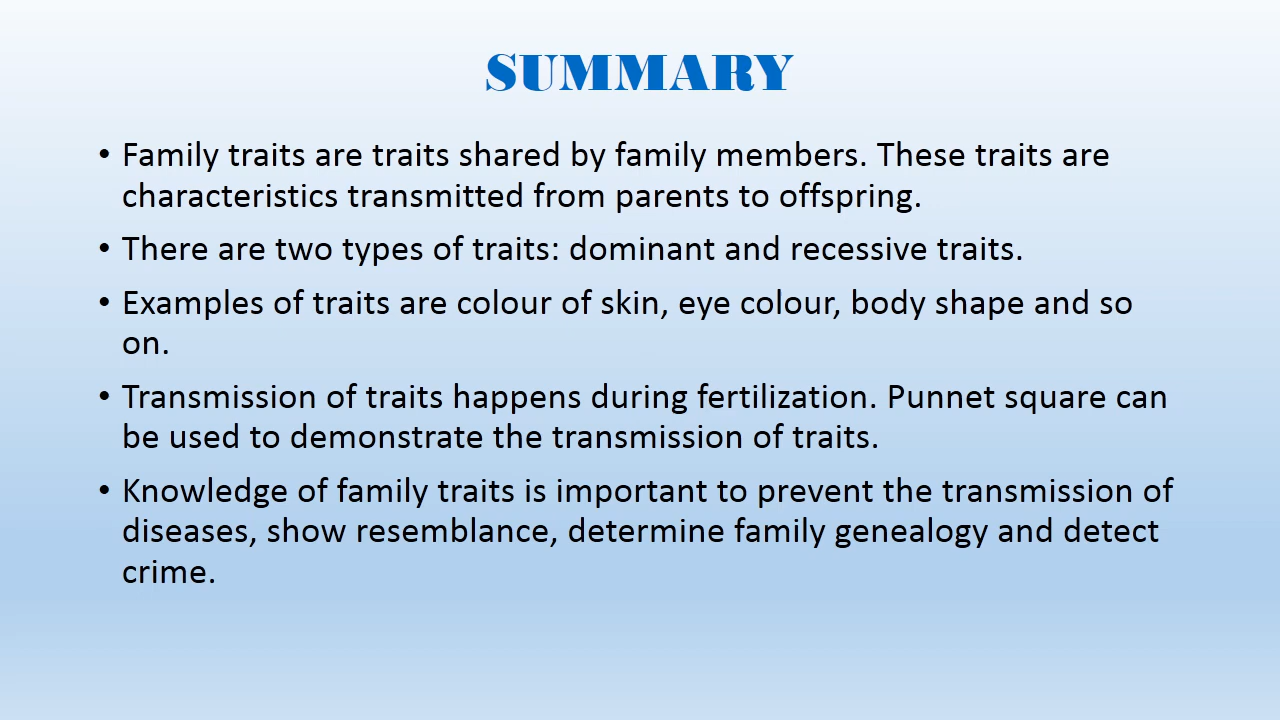 SUMMARY
• Family traits are traits shared by family members. These traits are
characteristics transmitted from parents to offspring.
• There are two types of traits: dominant and recessive traits.
• Examples of traits are colour of skin, eye colour, body shape and so
on.
• Transmission of traits happens during fertilization. Punnet square can
be used to demonstrate the transmission of traits.
• Knowledge of family traits is important to prevent the transmission of
diseases, show resemblance, determine family genealogy and detect
crime.